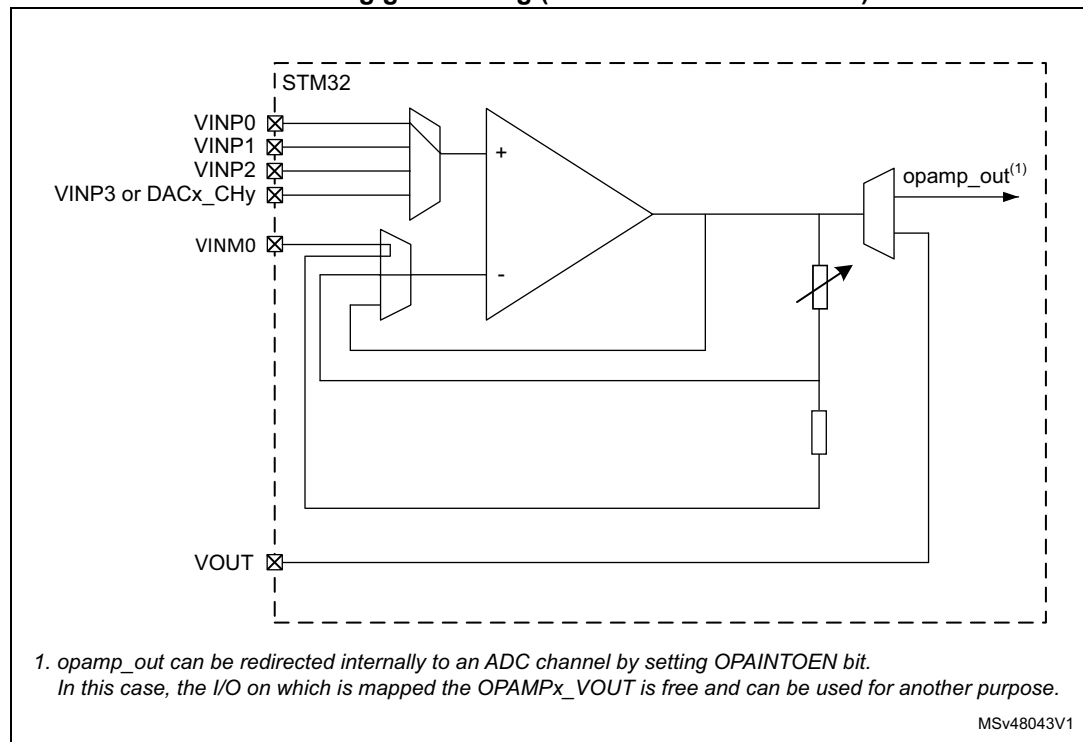 STM32
VINP0
VINP1
VINP2
VINP3 or DACx_CHy
VINM0
+
-
opamp_out(1)
VOUT
1. opamp_out can be redirected internally to an ADC channel by setting OPAINTOEN bit.
In this case, the I/O on which is mapped the OPAMPx_VOUT is free and can be used for another purpose.
MSv48043V1